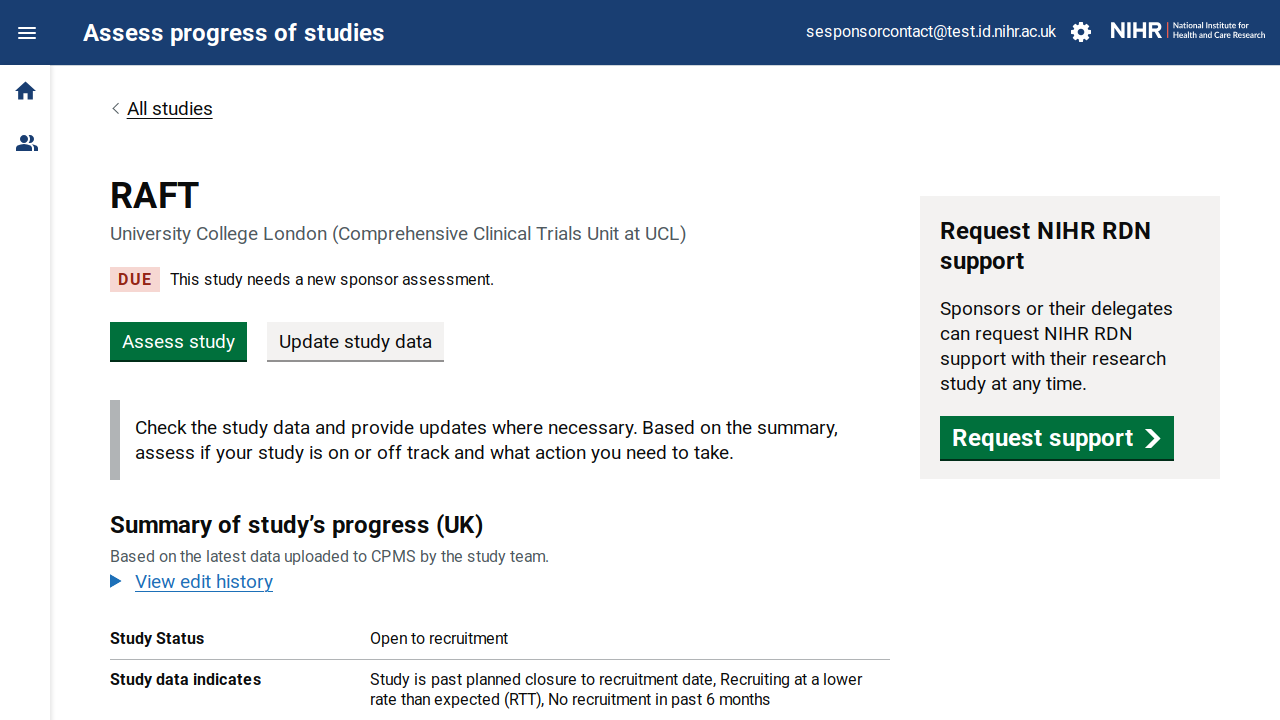 Assess progress of studies
sesponsorcontact@test.id.nihr.ac.uk
NIHR
National Institute for
Health and Care Research
All studies
RAFT
University College London (Comprehensive Clinical Trials Unit at UCL)
DUE This study needs a new sponsor assessment.
Assess study
Update study data
Check the study data and provide updates where necessary. Based on the summary,
assess if your study is on or off track and what action you need to take.
Summary of study’s progress (UK)
Based on the latest data uploaded to CPMS by the study team.
View edit history
Study Status Open to recruitment
Study data indicates Study is past planned closure to recruitment date, Recruiting at a lower
rate than expected (RTT), No recruitment in past 6 months
Request NIHR RDN
support
Sponsors or their delegates
can request NIHR RDN
support with their research
study at any time.
Request support